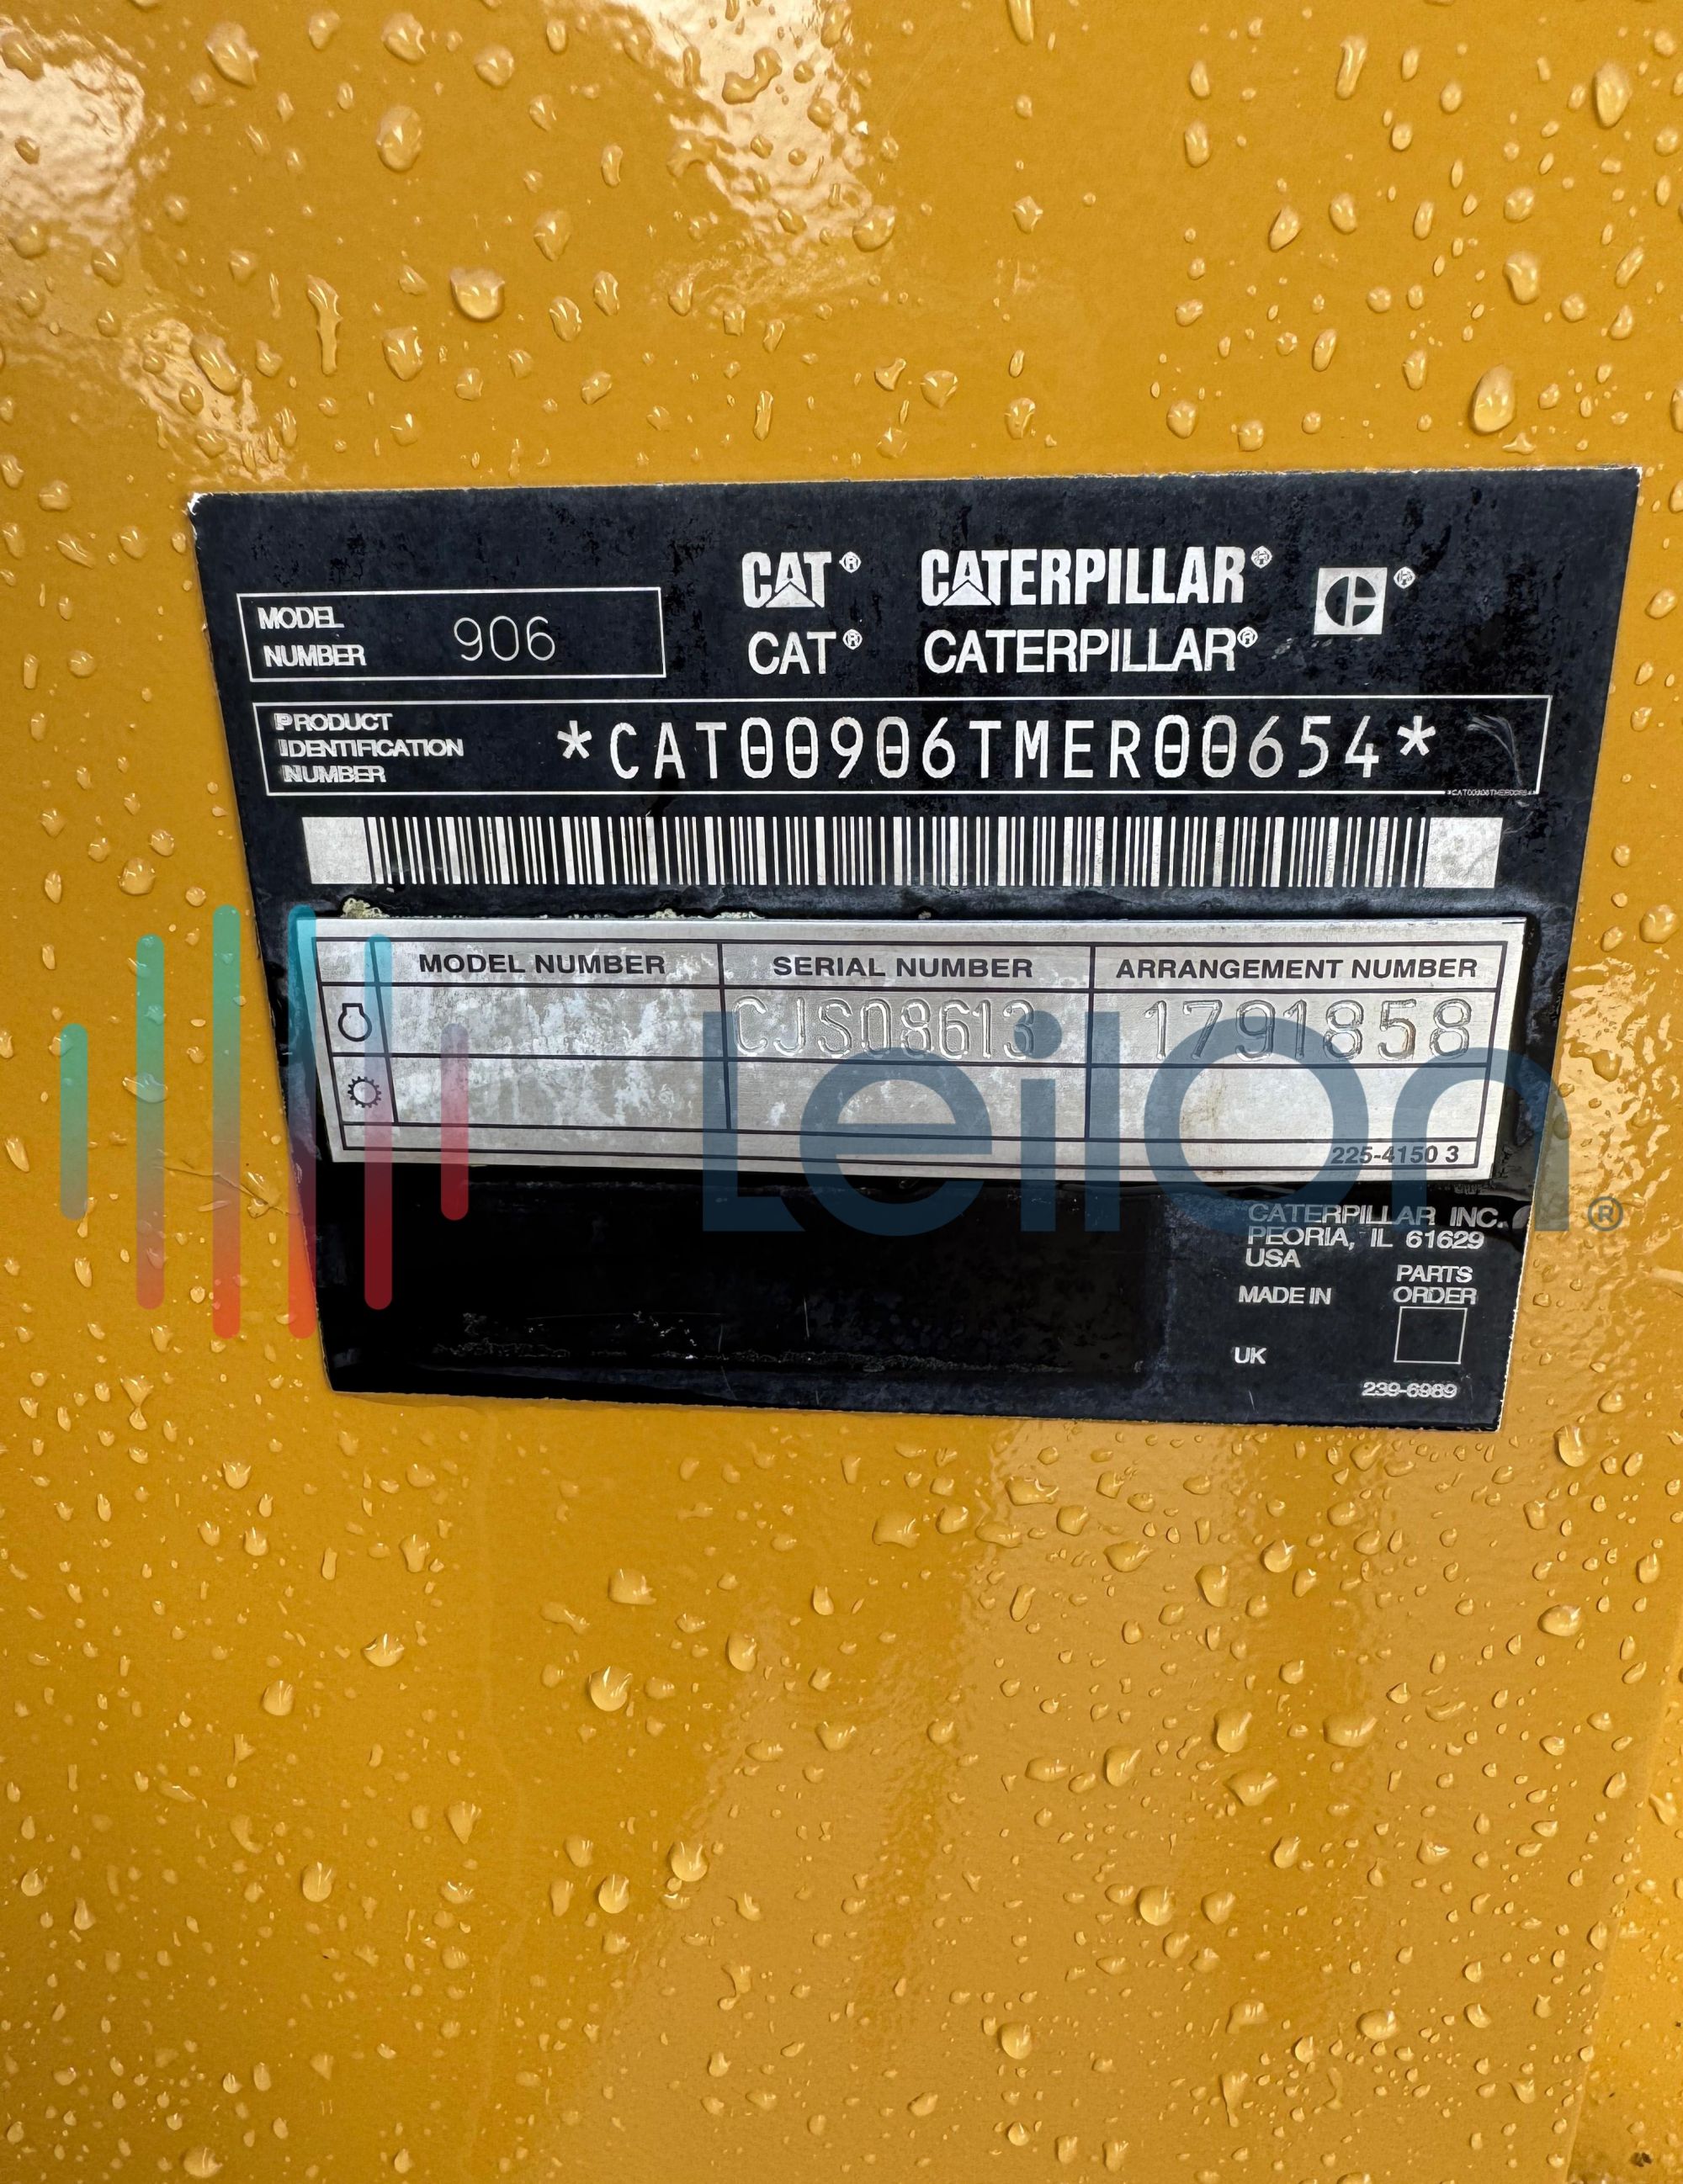 CAT® CATERPILLAR® ®
MODEL NUMBER 906
CAT® CATERPILLAR®
PRODUCT IDENTIFICATION NUMBER
*CAT00906TMER00654*
*CAT00906TMER00654*
MODEL NUMBER SERIAL NUMBER ARRANGEMENT NUMBER
CJS08613 1791858
225-4150 3
Leilon®
CATERPILLAR INC.
PEORIA, IL 61629
USA
PARTS
MADE IN ORDER
UK
239-6989